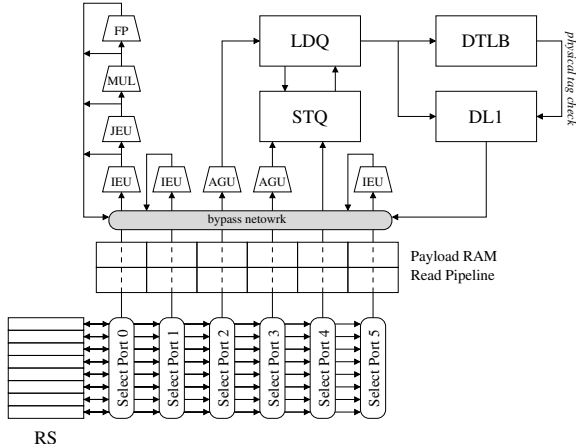 FP
LDQ
DTLB
MUL
physical tag check
STQ
DL1
JEU
IEU
IEU
AGU
AGU
IEU
bypass netowrk
Payload RAM
Read Pipeline
Select Port 0
Select Port 1
Select Port 2
Select Port 3
Select Port 4
Select Port 5
RS